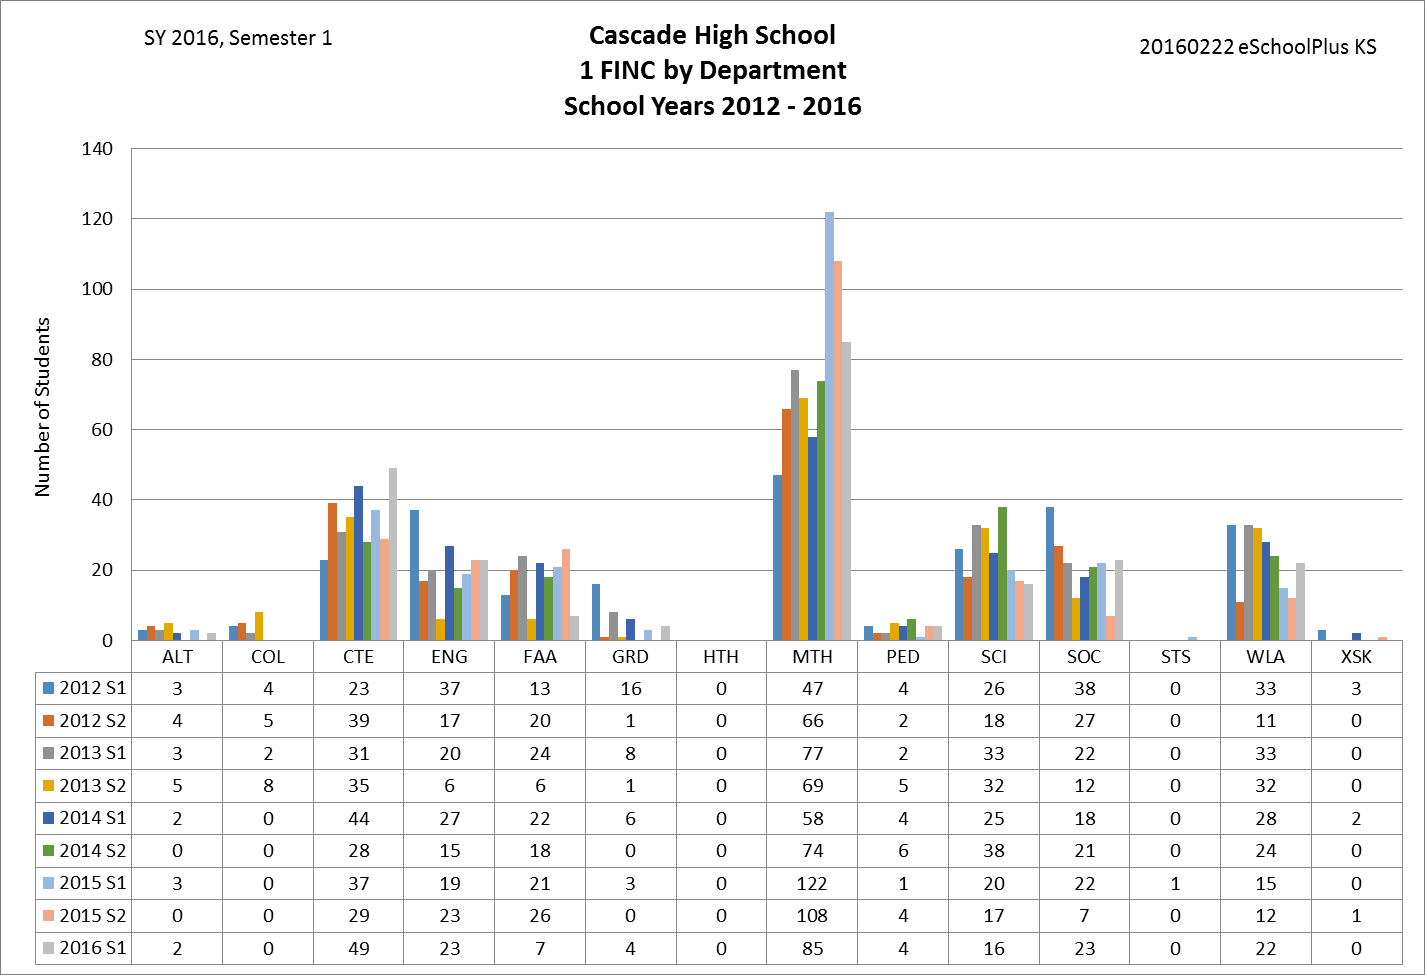 SY 2016, Semester 1
Cascade High School
1 FINC by Department
School Years 2012 - 2016
20160222 eSchoolPlus KS
Number of Students
140
120
100
80
60
40
20
0
ALT COL CTE ENG FAA GRD HTH MTH PED SCI SOC STS WLA XSK
2012 S1 3 4 23 37 13 16 0 47 4 26 38 0 33 3
2012 S2 4 5 39 17 20 1 0 66 2 18 27 0 11 0
2013 S1 3 2 31 20 24 8 0 77 2 33 22 0 33 0
2013 S2 5 8 35 6 6 1 0 69 5 32 12 0 32 0
2014 S1 2 0 44 27 22 6 0 58 4 25 18 0 28 2
2014 S2 0 0 28 15 18 0 0 74 6 38 21 0 24 0
2015 S1 3 0 37 19 21 3 0 122 1 20 22 1 15 0
2015 S2 0 0 29 23 26 0 0 108 4 17 7 0 12 1
2016 S1 2 0 49 23 7 4 0 85 4 16 23 0 22 0